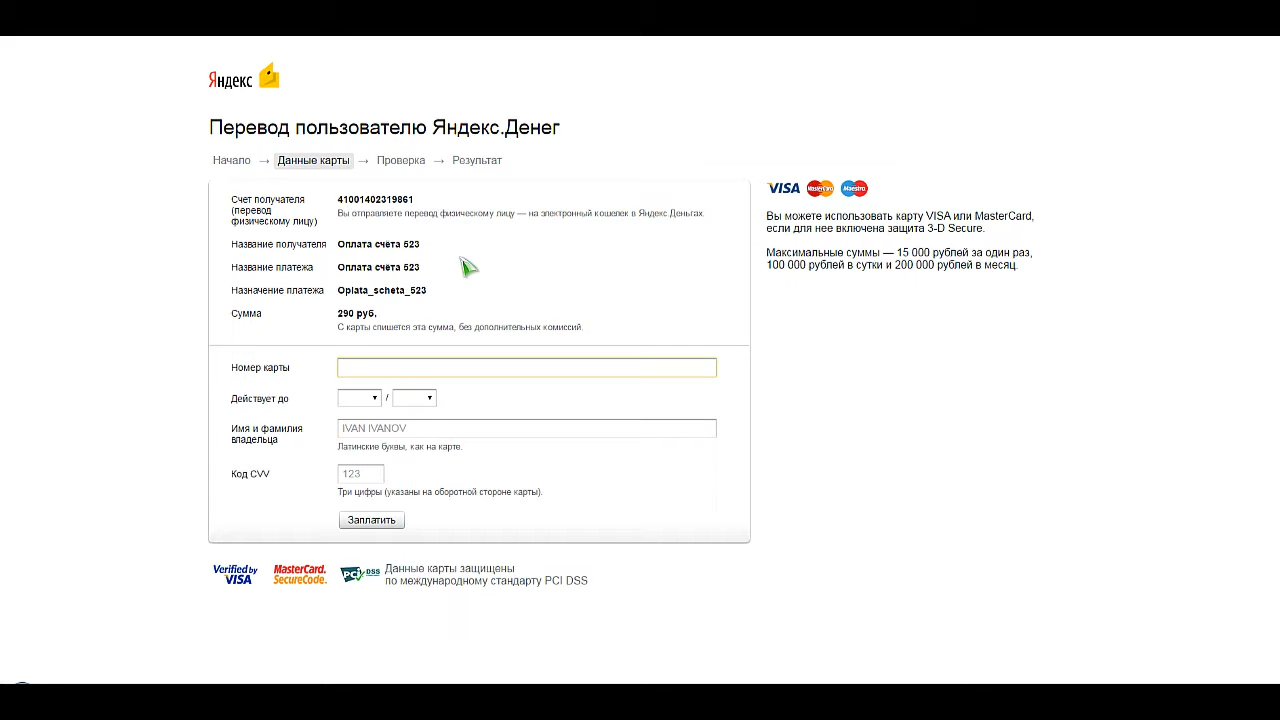 Яндекс
Перевод пользователю Яндекс.Денег
Начало → Данные карты → Проверка → Результат
Счет получателя
(перевод
физическому лицу)
41001402319861
Вы отправляете перевод физическому лицу — на электронный кошелек в Яндекс.Деньгах.
Название получателя Оплата счёта 523
Название платежа Оплата счёта 523
Назначение платежа Oplata_scheta_523
Сумма 290 руб.
С карты спишется эта сумма, без дополнительных комиссий.
Номер карты
Действует до /
Имя и фамилия
владельца
IVAN IVANOV
Латинские буквы, как на карте.
Код CVV 123
Три цифры (указаны на оборотной стороне карты).
Заплатить
VISA MasterCard Maestro
Вы можете использовать карту VISA или MasterCard,
если для нее включена защита 3-D Secure.
Максимальные суммы — 15 000 рублей за один раз,
100 000 рублей в сутки и 200 000 рублей в месяц.
Verified by
VISA
MasterCard.
SecureCode.
PCI DSS
Данные карты защищены
по международному стандарту PCI DSS